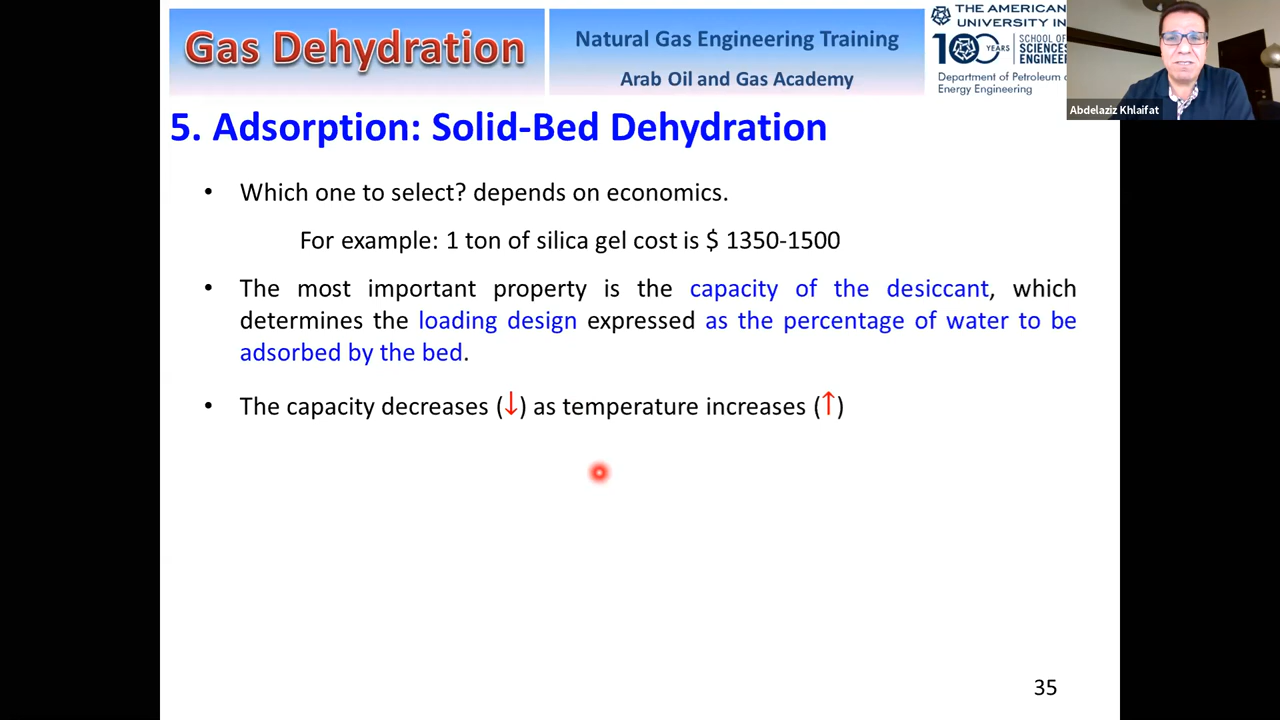 Gas Dehydration
Natural Gas Engineering Training
Arab Oil and Gas Academy
THE AMERICAN
UNIVERSITY IN
100 YEARS
SCHOOL OF
SCIENCES
ENGINEER
Department of Petroleum
Energy Engineering
Abdelaziz Khlaifat
5. Adsorption: Solid-Bed Dehydration
• Which one to select? depends on economics.
For example: 1 ton of silica gel cost is $ 1350-1500
• The most important property is the capacity of the desiccant, which
determines the loading design expressed as the percentage of water to be
adsorbed by the bed.
• The capacity decreases (↓) as temperature increases (↑)
35